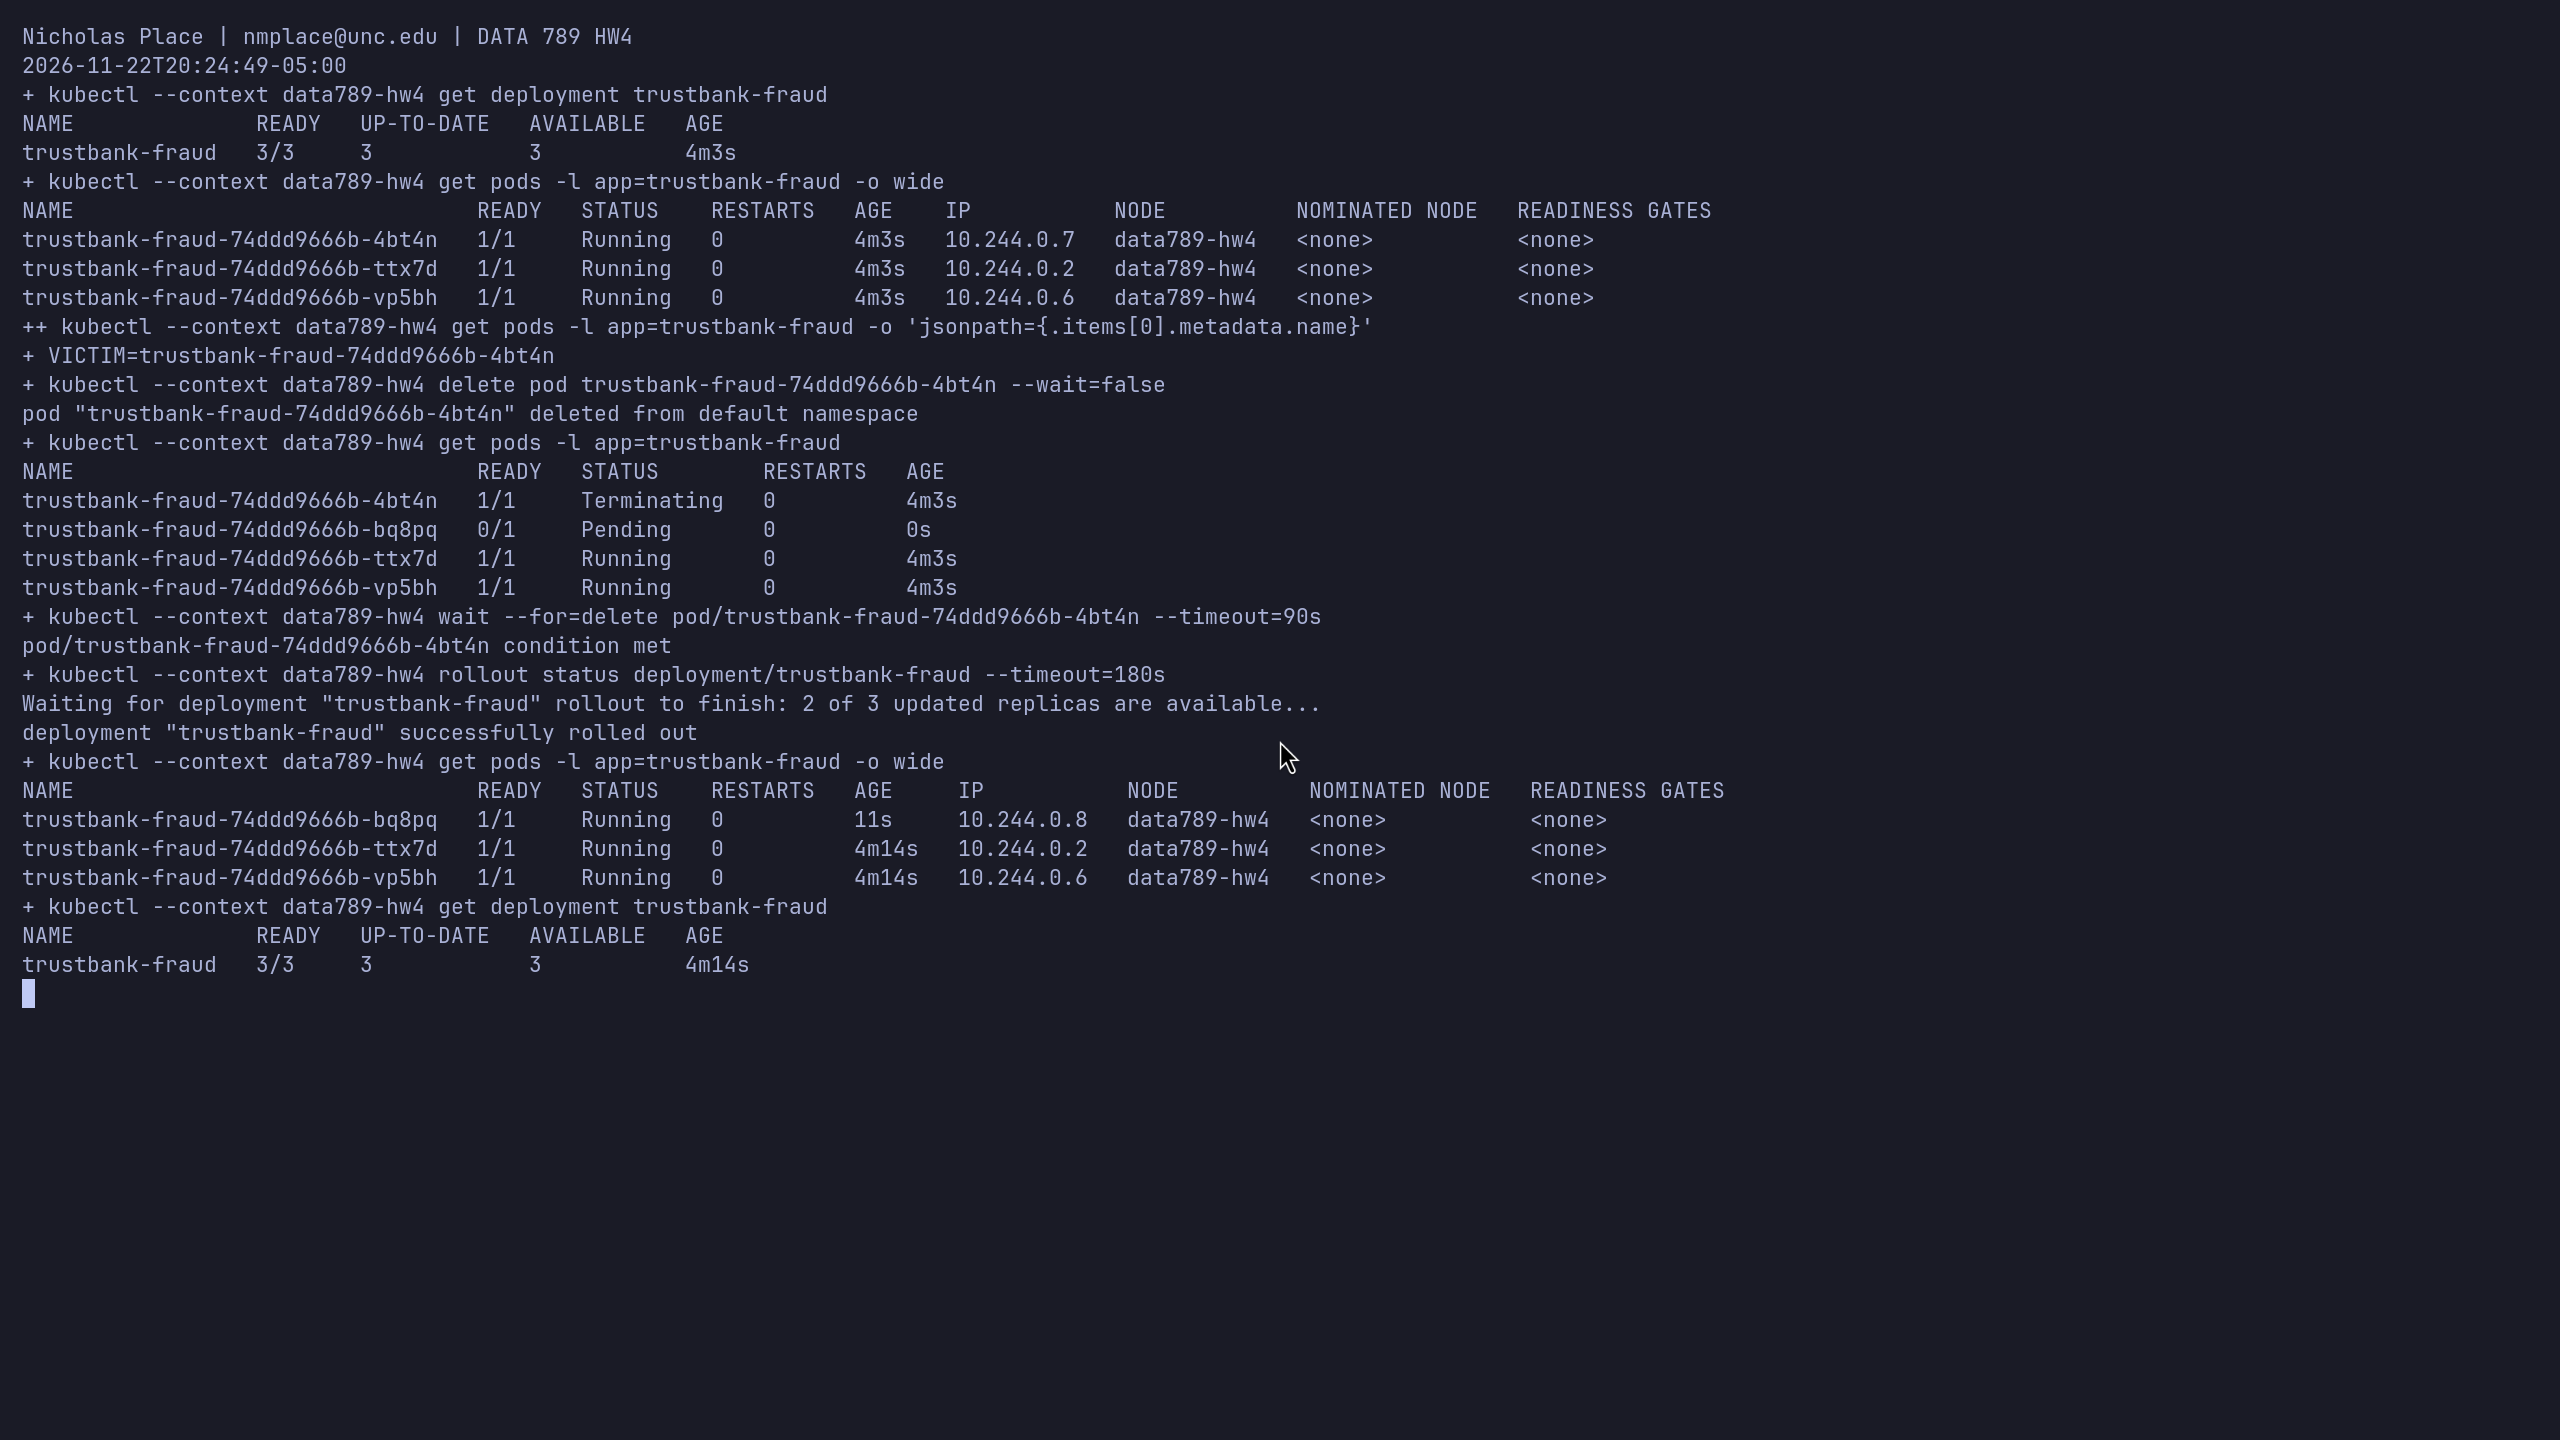 Nicholas Place | nmplace@unc.edu | DATA 789 HW4
2026-11-22T20:24:49-05:00
+ kubectl --context data789-hw4 get deployment trustbank-fraud
NAME              READY   UP-TO-DATE   AVAILABLE   AGE
trustbank-fraud   3/3     3            3           4m3s
+ kubectl --context data789-hw4 get pods -l app=trustbank-fraud -o wide
NAME                               READY   STATUS    RESTARTS   AGE    IP           NODE          NOMINATED NODE   READINESS GATES
trustbank-fraud-74ddd9666b-4bt4n   1/1     Running   0          4m3s   10.244.0.7   data789-hw4   <none>           <none>
trustbank-fraud-74ddd9666b-ttx7d   1/1     Running   0          4m3s   10.244.0.2   data789-hw4   <none>           <none>
trustbank-fraud-74ddd9666b-vp5bh   1/1     Running   0          4m3s   10.244.0.6   data789-hw4   <none>           <none>
++ kubectl --context data789-hw4 get pods -l app=trustbank-fraud -o 'jsonpath={.items[0].metadata.name}'
+ VICTIM=trustbank-fraud-74ddd9666b-4bt4n
+ kubectl --context data789-hw4 delete pod trustbank-fraud-74ddd9666b-4bt4n --wait=false
pod "trustbank-fraud-74ddd9666b-4bt4n" deleted from default namespace
+ kubectl --context data789-hw4 get pods -l app=trustbank-fraud
NAME                               READY   STATUS        RESTARTS   AGE
trustbank-fraud-74ddd9666b-4bt4n   1/1     Terminating   0          4m3s
trustbank-fraud-74ddd9666b-bq8pq   0/1     Pending       0          0s
trustbank-fraud-74ddd9666b-ttx7d   1/1     Running       0          4m3s
trustbank-fraud-74ddd9666b-vp5bh   1/1     Running       0          4m3s
+ kubectl --context data789-hw4 wait --for=delete pod/trustbank-fraud-74ddd9666b-4bt4n --timeout=90s
pod/trustbank-fraud-74ddd9666b-4bt4n condition met
+ kubectl --context data789-hw4 rollout status deployment/trustbank-fraud --timeout=180s
Waiting for deployment "trustbank-fraud" rollout to finish: 2 of 3 updated replicas are available...
deployment "trustbank-fraud" successfully rolled out
+ kubectl --context data789-hw4 get pods -l app=trustbank-fraud -o wide
NAME                               READY   STATUS    RESTARTS   AGE     IP           NODE          NOMINATED NODE   READINESS GATES
trustbank-fraud-74ddd9666b-bq8pq   1/1     Running   0          11s     10.244.0.8   data789-hw4   <none>           <none>
trustbank-fraud-74ddd9666b-ttx7d   1/1     Running   0          4m14s   10.244.0.2   data789-hw4   <none>           <none>
trustbank-fraud-74ddd9666b-vp5bh   1/1     Running   0          4m14s   10.244.0.6   data789-hw4   <none>           <none>
+ kubectl --context data789-hw4 get deployment trustbank-fraud
NAME              READY   UP-TO-DATE   AVAILABLE   AGE
trustbank-fraud   3/3     3            3           4m14s